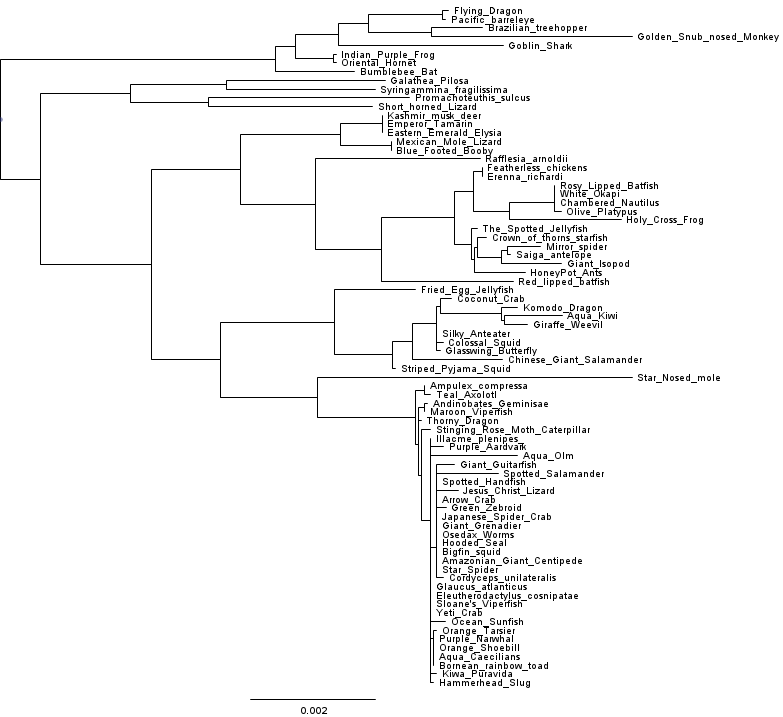 Flying_Dragon
Pacific_barreleye
Brazilian_treehopper
Golden_Snub_nosed_Monkey
Goblin_Shark
Indian_Purple_Frog
Oriental_Hornet
Bumblebee_Bat
Galathea_Pilosa
Syringammina_fragilissima
Promachoteuthis_sulcus
Short_horned_Lizard
Kashmir_musk_deer
Emperor_Tamarin
Eastern_Emerald_Elysia
Mexican_Mole_Lizard
Blue_Footed_Booby
Rafflesia_arnoldii
Featherless_chickens
Erenna_richardi
Rosy_Lipped_Batfish
White_Okapi
Chambered_Nautilus
Olive_Platypus
Holy_Cross_Frog
The_Spotted_Jellyfish
Crown_of_thorns_starfish
Mirror_spider
Saiga_antelope
Giant_Isopod
HoneyPot_Ants
Red_lipped_batfish
Fried_Egg_Jellyfish
Coconut_Crab
Komodo_Dragon
Aqua_Kiwi
Giraffe_Weevil
Silky_Anteater
Colossal_Squid
Glasswing_Butterfly
Chinese_Giant_Salamander
Striped_Pyjama_Squid
Star_Nosed_mole
Ampulex_compressa
Teal_Axolotl
Andinobates_Geminisae
Maroon_Viperfish
Thorny_Dragon
Stinging_Rose_Moth_Caterpillar
Illacme_plenipes_
Purple_Aardvark
Aqua_Olm
Giant_Guitarfish
Spotted_Salamander
Spotted_Handfish
Jesus_Christ_Lizard
Arrow_Crab
Green_Zebroid
Japanese_Spider_Crab
Giant_Grenadier
Osedax_Worms
Hooded_Seal
Bigfin_squid
Amazonian_Giant_Centipede
Star_Spider
Cordyceps_unilateralis
Glaucus_atlanticus
Eleutherodactylus_cosnipatae
Sloane's_Viperfish
Yeti_Crab
Ocean_Sunfish
Orange_Tarsier
Purple_Narwhal
Orange_Shoebill
Aqua_Caecilians
Bornean_rainbow_toad
Kiwa_Puravida
Hammerhead_Slug
0.002